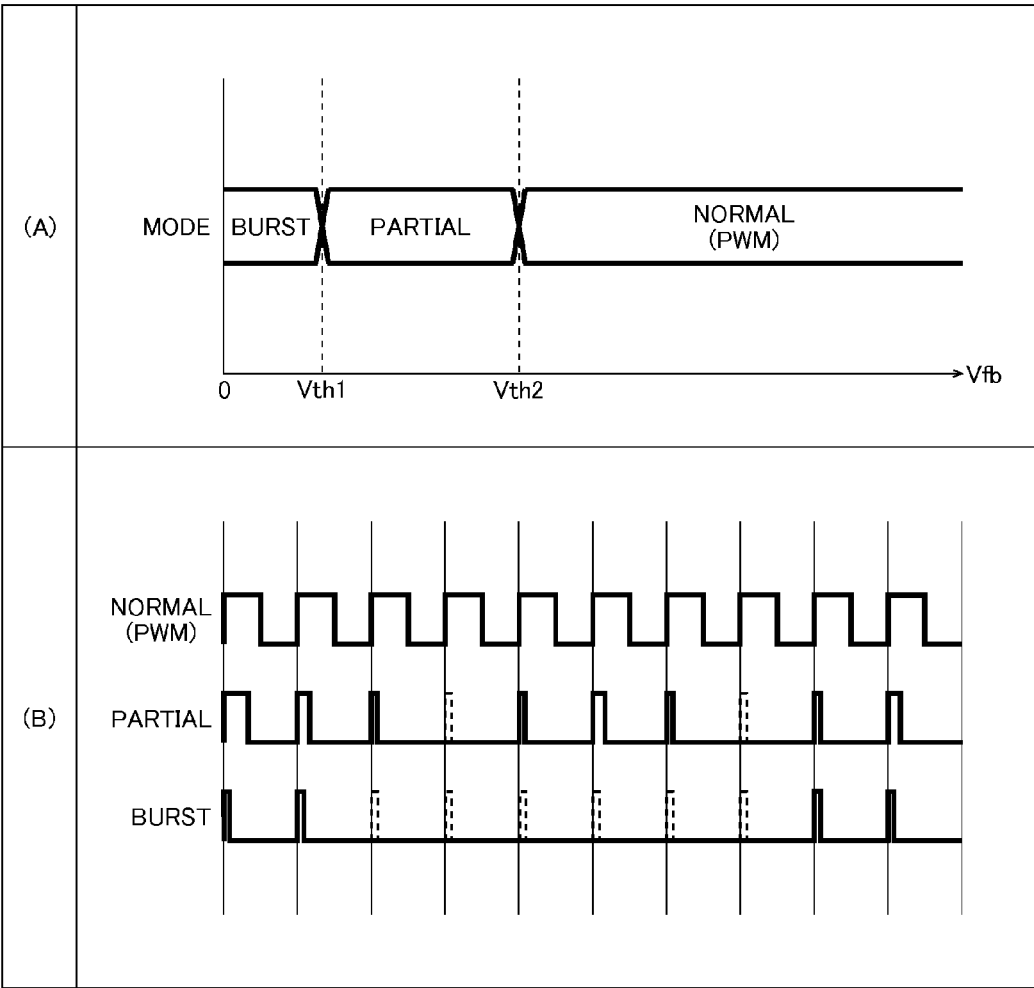 (A)
MODE
BURST
PARTIAL
NORMAL
(PWM)
0
Vth1
Vth2
Vfb
(B)
NORMAL
(PWM)
PARTIAL
BURST